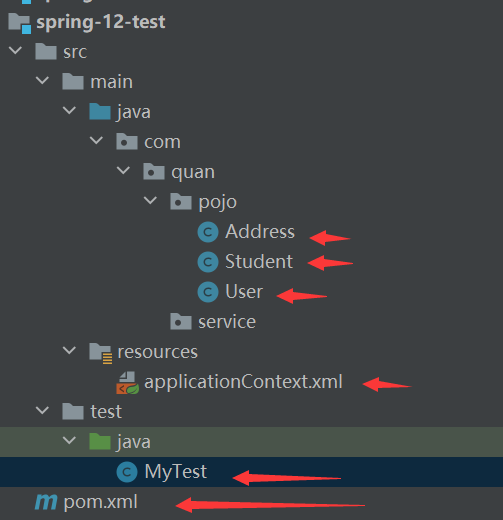 spring-12-test
src
main
java
com
quan
pojo
Address
Student
User
service
resources
applicationContext.xml
test
java
MyTest
pom.xml